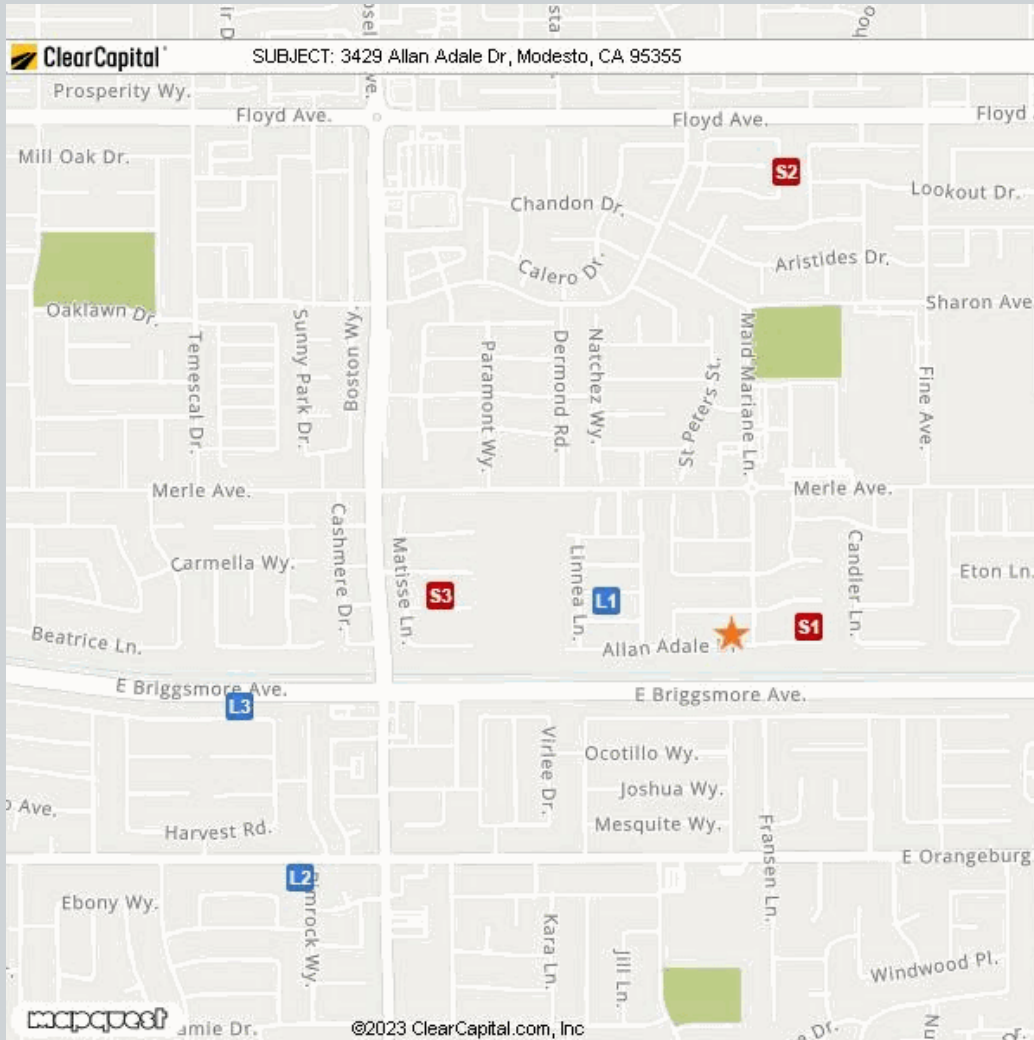 ClearCapital
SUBJECT: 3429 Allan Adale Dr, Modesto, CA 95355
Prosperity Wy.
Floyd Ave.
Floyd Ave.
Floyd
Mill Oak Dr.
S2
Lookout Dr.
Chandon Dr.
Calero Dr.
Aristides Dr.
Sharon Ave
Oaklawn Dr.
Temescal Dr.
Sunny Park Dr.
Boston Wy.
Paramont Wy.
Dermond Rd.
Natchez Wy.
St Peters St.
Maid Mariane Ln.
Fine Ave.
Merle Ave.
Merle Ave.
Cashmere Dr.
Matisse Ln.
Carmella Wy.
S3
Linnea Ln.
L1
Candler Ln.
Eton Ln.
S1
Beatrice Ln.
Allan Adale
E Briggsmore Ave.
E Briggsmore Ave.
L3
Virlee Dr.
Ocotillo Wy.
Joshua Wy.
Mesquite Wy.
Ave.
Harvest Rd.
Fransen Ln.
E Orangeburg
L2
Ebony Wy.
Kara Ln.
Jill Ln.
Windwood Pl.
mapquest
amie Dr.
©2023 ClearCapital.com, Inc
Dr.